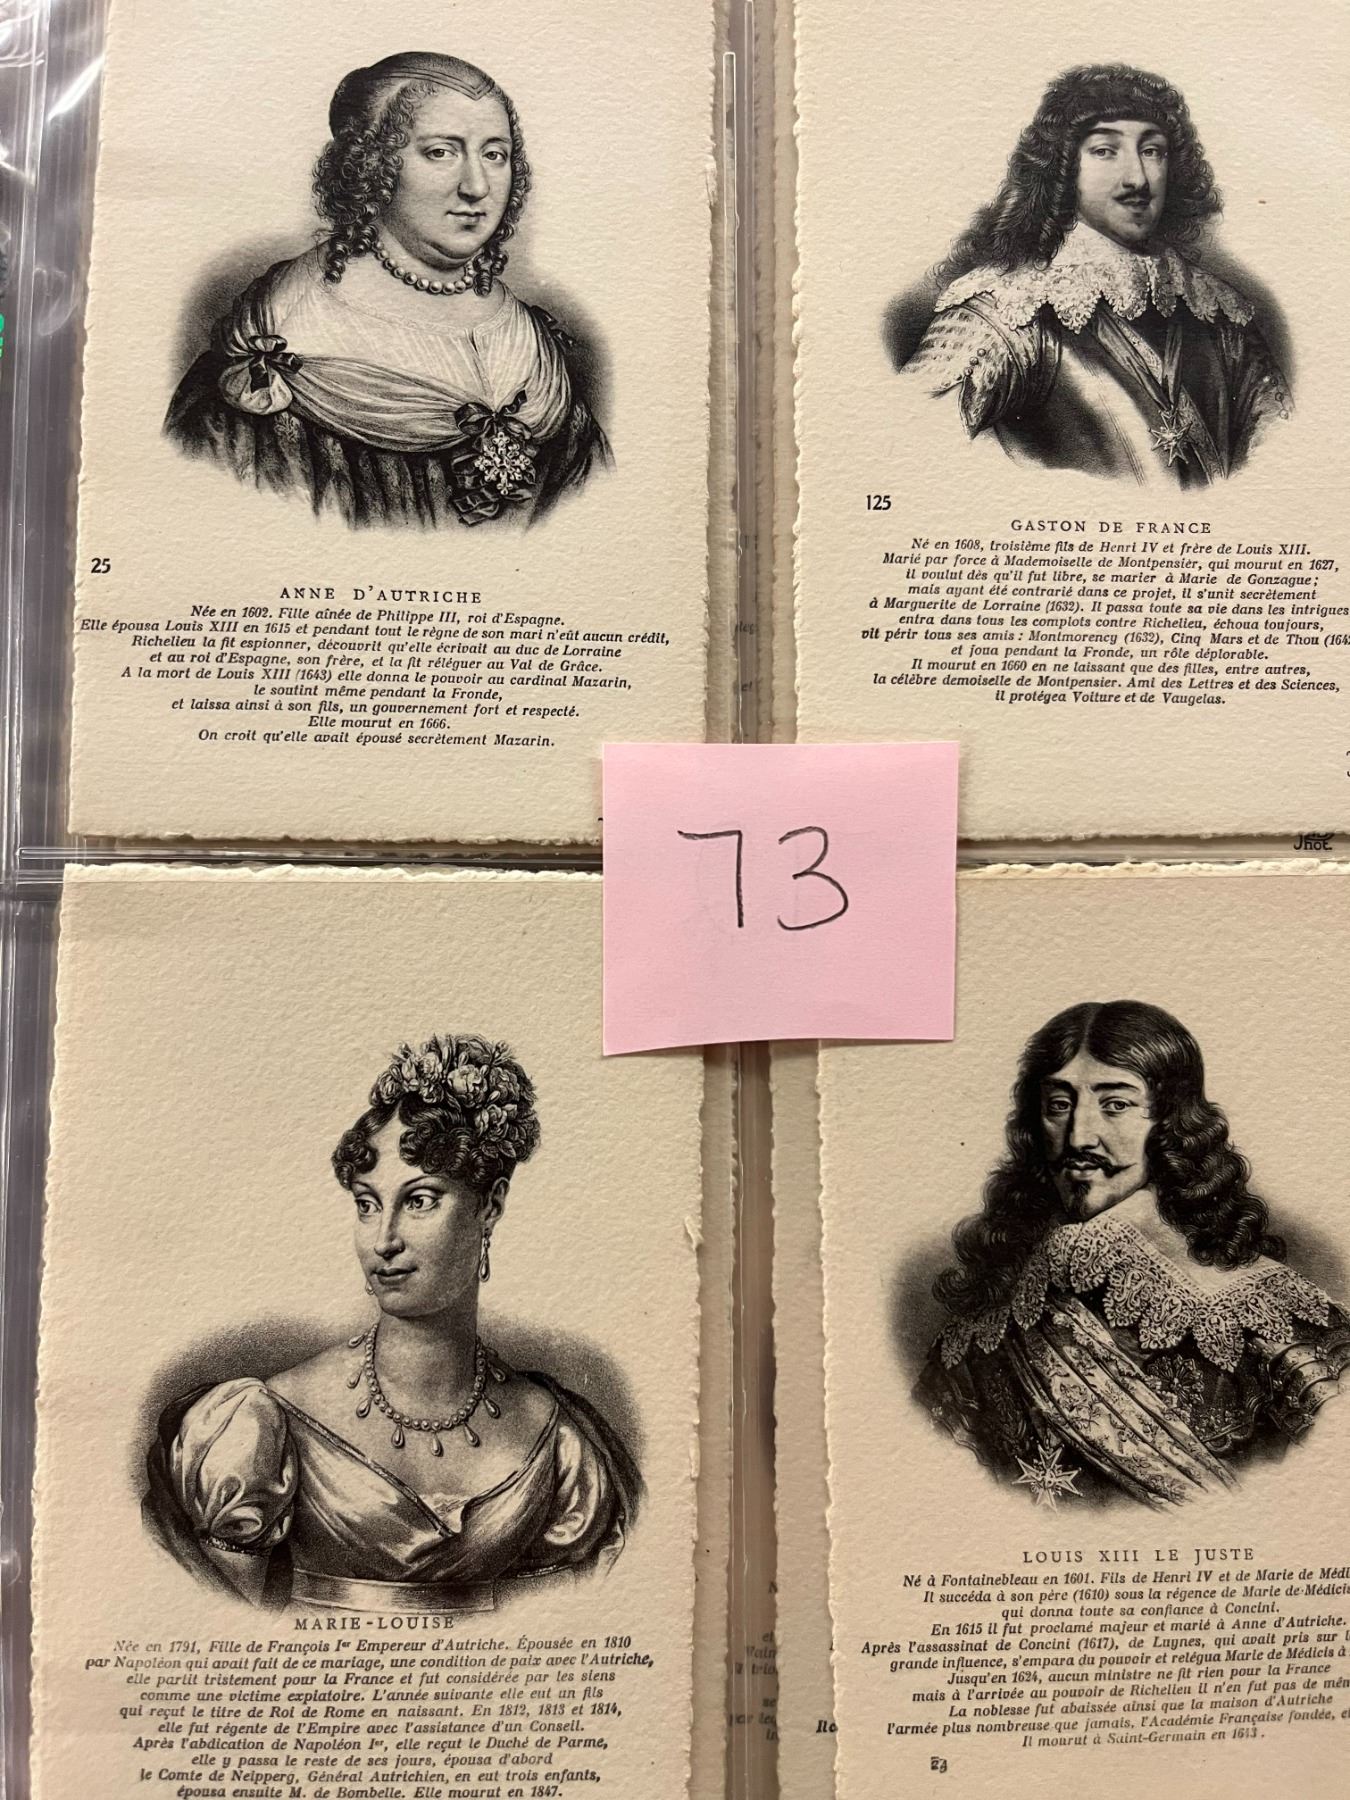 25
ANNE D'AUTRICHE
Née en 1602. Fille aînée de Philippe III, roi d'Espagne.
Elle épousa Louis XIII en 1615 et pendant tout le règne de son mari n'eût aucun crédit,
Richelieu la fit espionner, découvrit qu'elle écrivait au duc de Lorraine
et au roi d'Espagne, son frère, et la fit réléguer au Val de Grâce.
A la mort de Louis XIII (1643) elle donna le pouvoir au cardinal Mazarin,
le soutint même pendant la Fronde,
et laissa ainsi à son fils, un gouvernement fort et respecté.
Elle mourut en 1666.
On croit qu'elle avait épousé secrètement Mazarin.
125
GASTON DE FRANCE
Né en 1608, troisième fils de Henri IV et frère de Louis XIII.
Marié par force à Mademoiselle de Montpensier, qui mourut en 1627,
il voulut dès qu'il fut libre, se marier à Marie de Gonzague;
mais ayant été contrarié dans ce projet, il s'unit secrètement
à Marguerite de Lorraine (1632). Il passa toute sa vie dans les intrigues
entra dans tous les complots contre Richelieu, échoua toujours,
vit périr tous ses amis : Montmorency (1632), Cinq Mars et de Thou (164
et joua pendant la Fronde, un rôle déplorable.
Il mourut en 1660 en ne laissant que des filles, entre autres,
la célèbre demoiselle de Montpensier. Ami des Lettres et des Sciences,
il protégea Voiture et de Vaugelas.
Phot
73
MARIE-LOUISE
Née en 1791, Fille de François Ier Empereur d'Autriche. Épousée en 1810
par Napoléon qui avait fait de ce mariage, une condition de paix avec l'Autriche,
elle partit tristement pour la France et fut considérée par les siens
comme une victime expiatoire. L'année suivante elle eut un fils
qui reçut le titre de Roi de Rome en naissant. En 1812, 1813 et 1814,
elle fut régente de l'Empire avec l'assistance d'un Conseil.
Après l'abdication de Napoléon Ier, elle reçut le Duché de Parme,
elle y passa le reste de ses jours, épousa d'abord
le Comte de Neipperg, Général Autrichien, en eut trois enfants,
épousa ensuite M. de Bombelle. Elle mourut en 1847.
LOUIS XIII LE JUSTE
Né à Fontainebleau en 1601. Fils de Henri IV et de Marie de Médi
Il succéda à son père (1610) sous la régence de Marie de Médicis
qui donna toute sa confiance à Concini.
En 1615 il fut proclamé majeur et marié à Anne d'Autriche.
Après l'assassinat de Concini (1617), de Luynes, qui avait pris sur l
grande influence, s'empara du pouvoir et relégua Marie de Médicis à
Jusqu'en 1624, aucun ministre ne fit rien pour la France
mais à l'arrivée au pouvoir de Richelieu il n'en fut pas de mêm
La noblesse fut abaissée ainsi que la maison d'Autriche
l'armée plus nombreuse que jamais, l'Académie Française fondée, e
Il mourut à Saint-Germain en 1643.